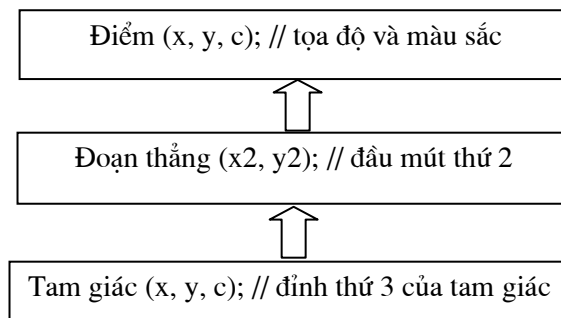 Điểm (x, y, c); // tọa độ và màu sắc
Đoạn thẳng (x2, y2); // đầu mút thứ 2
Tam giác (x, y, c); // đỉnh thứ 3 của tam giác